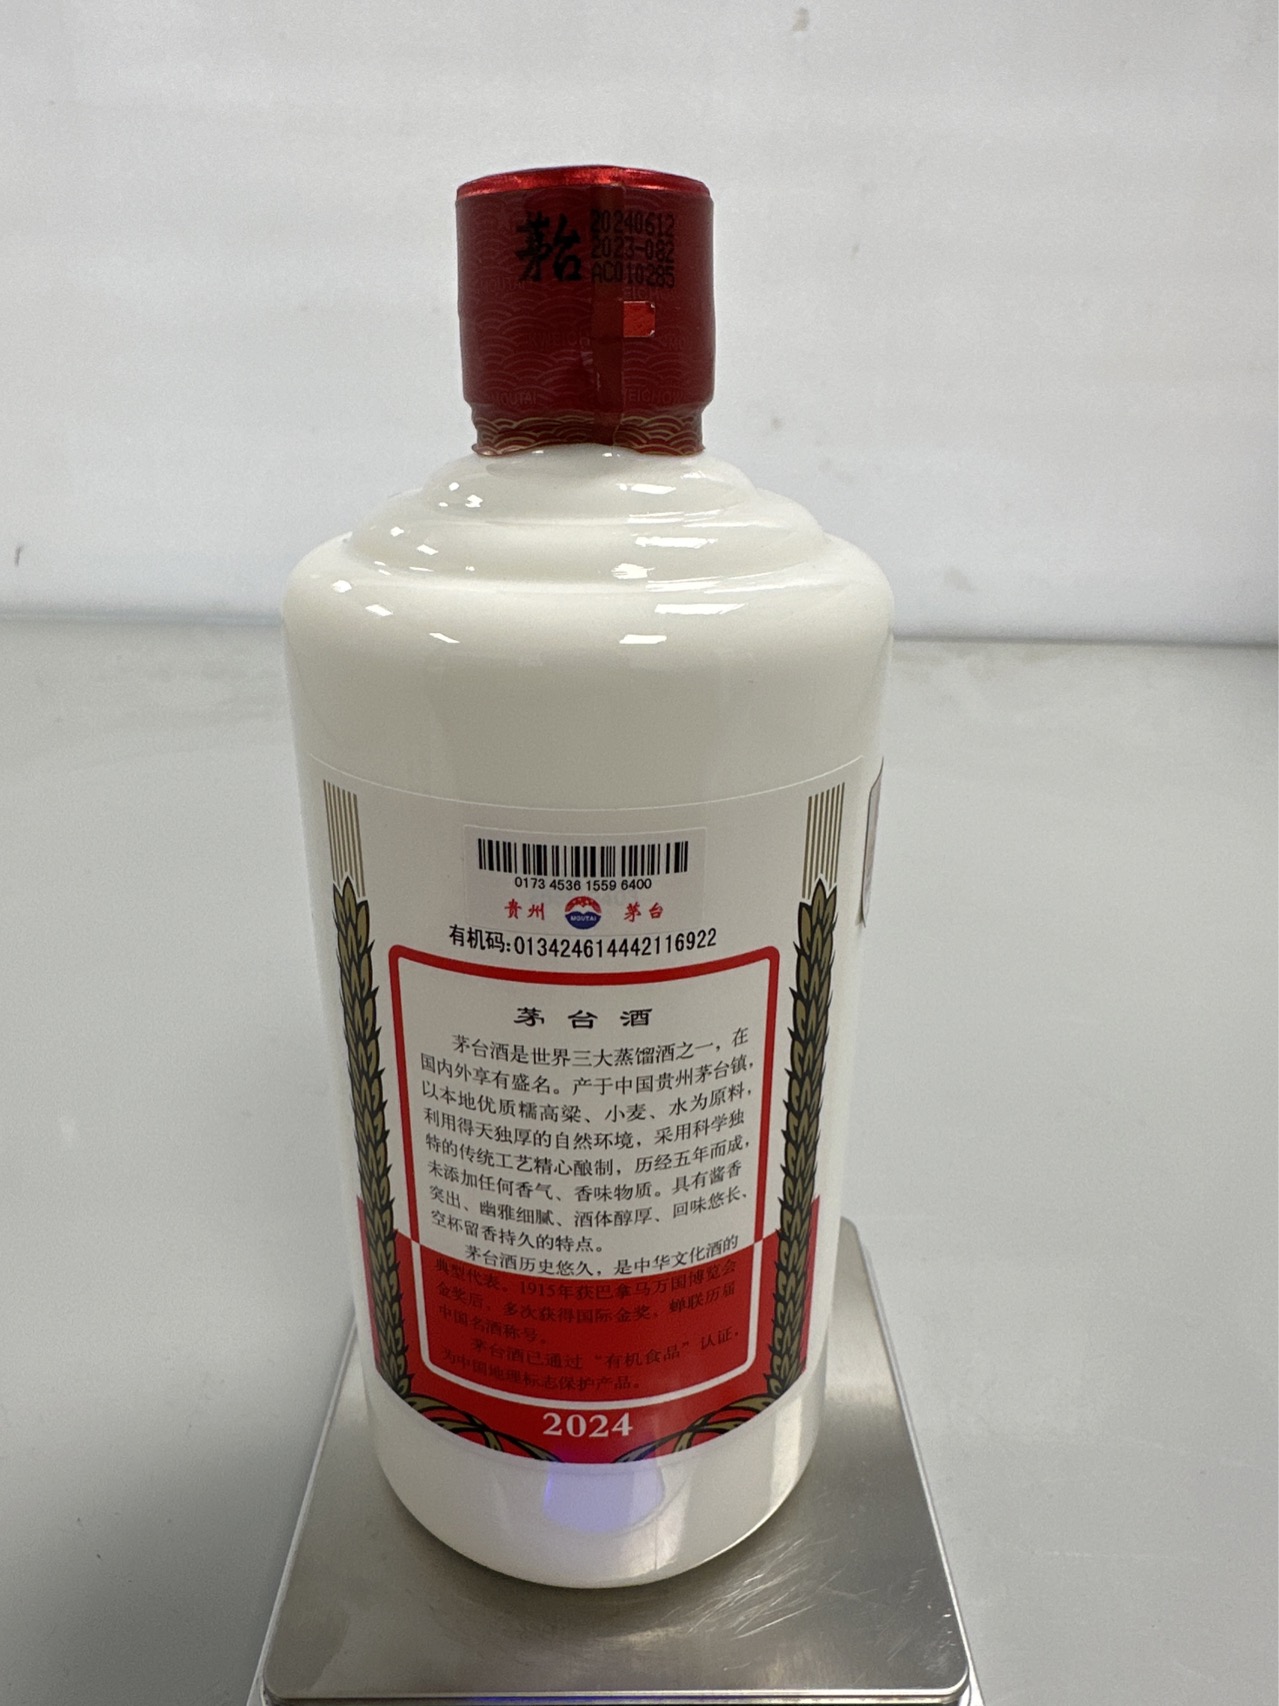 茅台
20240612
2023-082
AC010285
MOUTAI
EICHOW
0173 4536 1559 6400
贵州 MOUTAI 茅台
有机码:013424614442116922
茅台酒
茅台酒是世界三大蒸馏酒之一，在
国内外享有盛名。产于中国贵州茅台镇，
以本地优质糯高粱、小麦、水为原料，
利用得天独厚的自然环境，采用科学独
特的传统工艺精心酿制，历经五年而成，
未添加任何香气、香味物质。具有酱香
突出、幽雅细腻、酒体醇厚、回味悠长、
空杯留香持久的特点。
茅台酒历史悠久，是中华文化酒的
典型代表。1915年获巴拿马万国博览会
金奖后，多次获得国际金奖，蝉联历届
中国名酒称号。
茅台酒已通过“有机食品”认证，
为中国地理标志保护产品。
2024